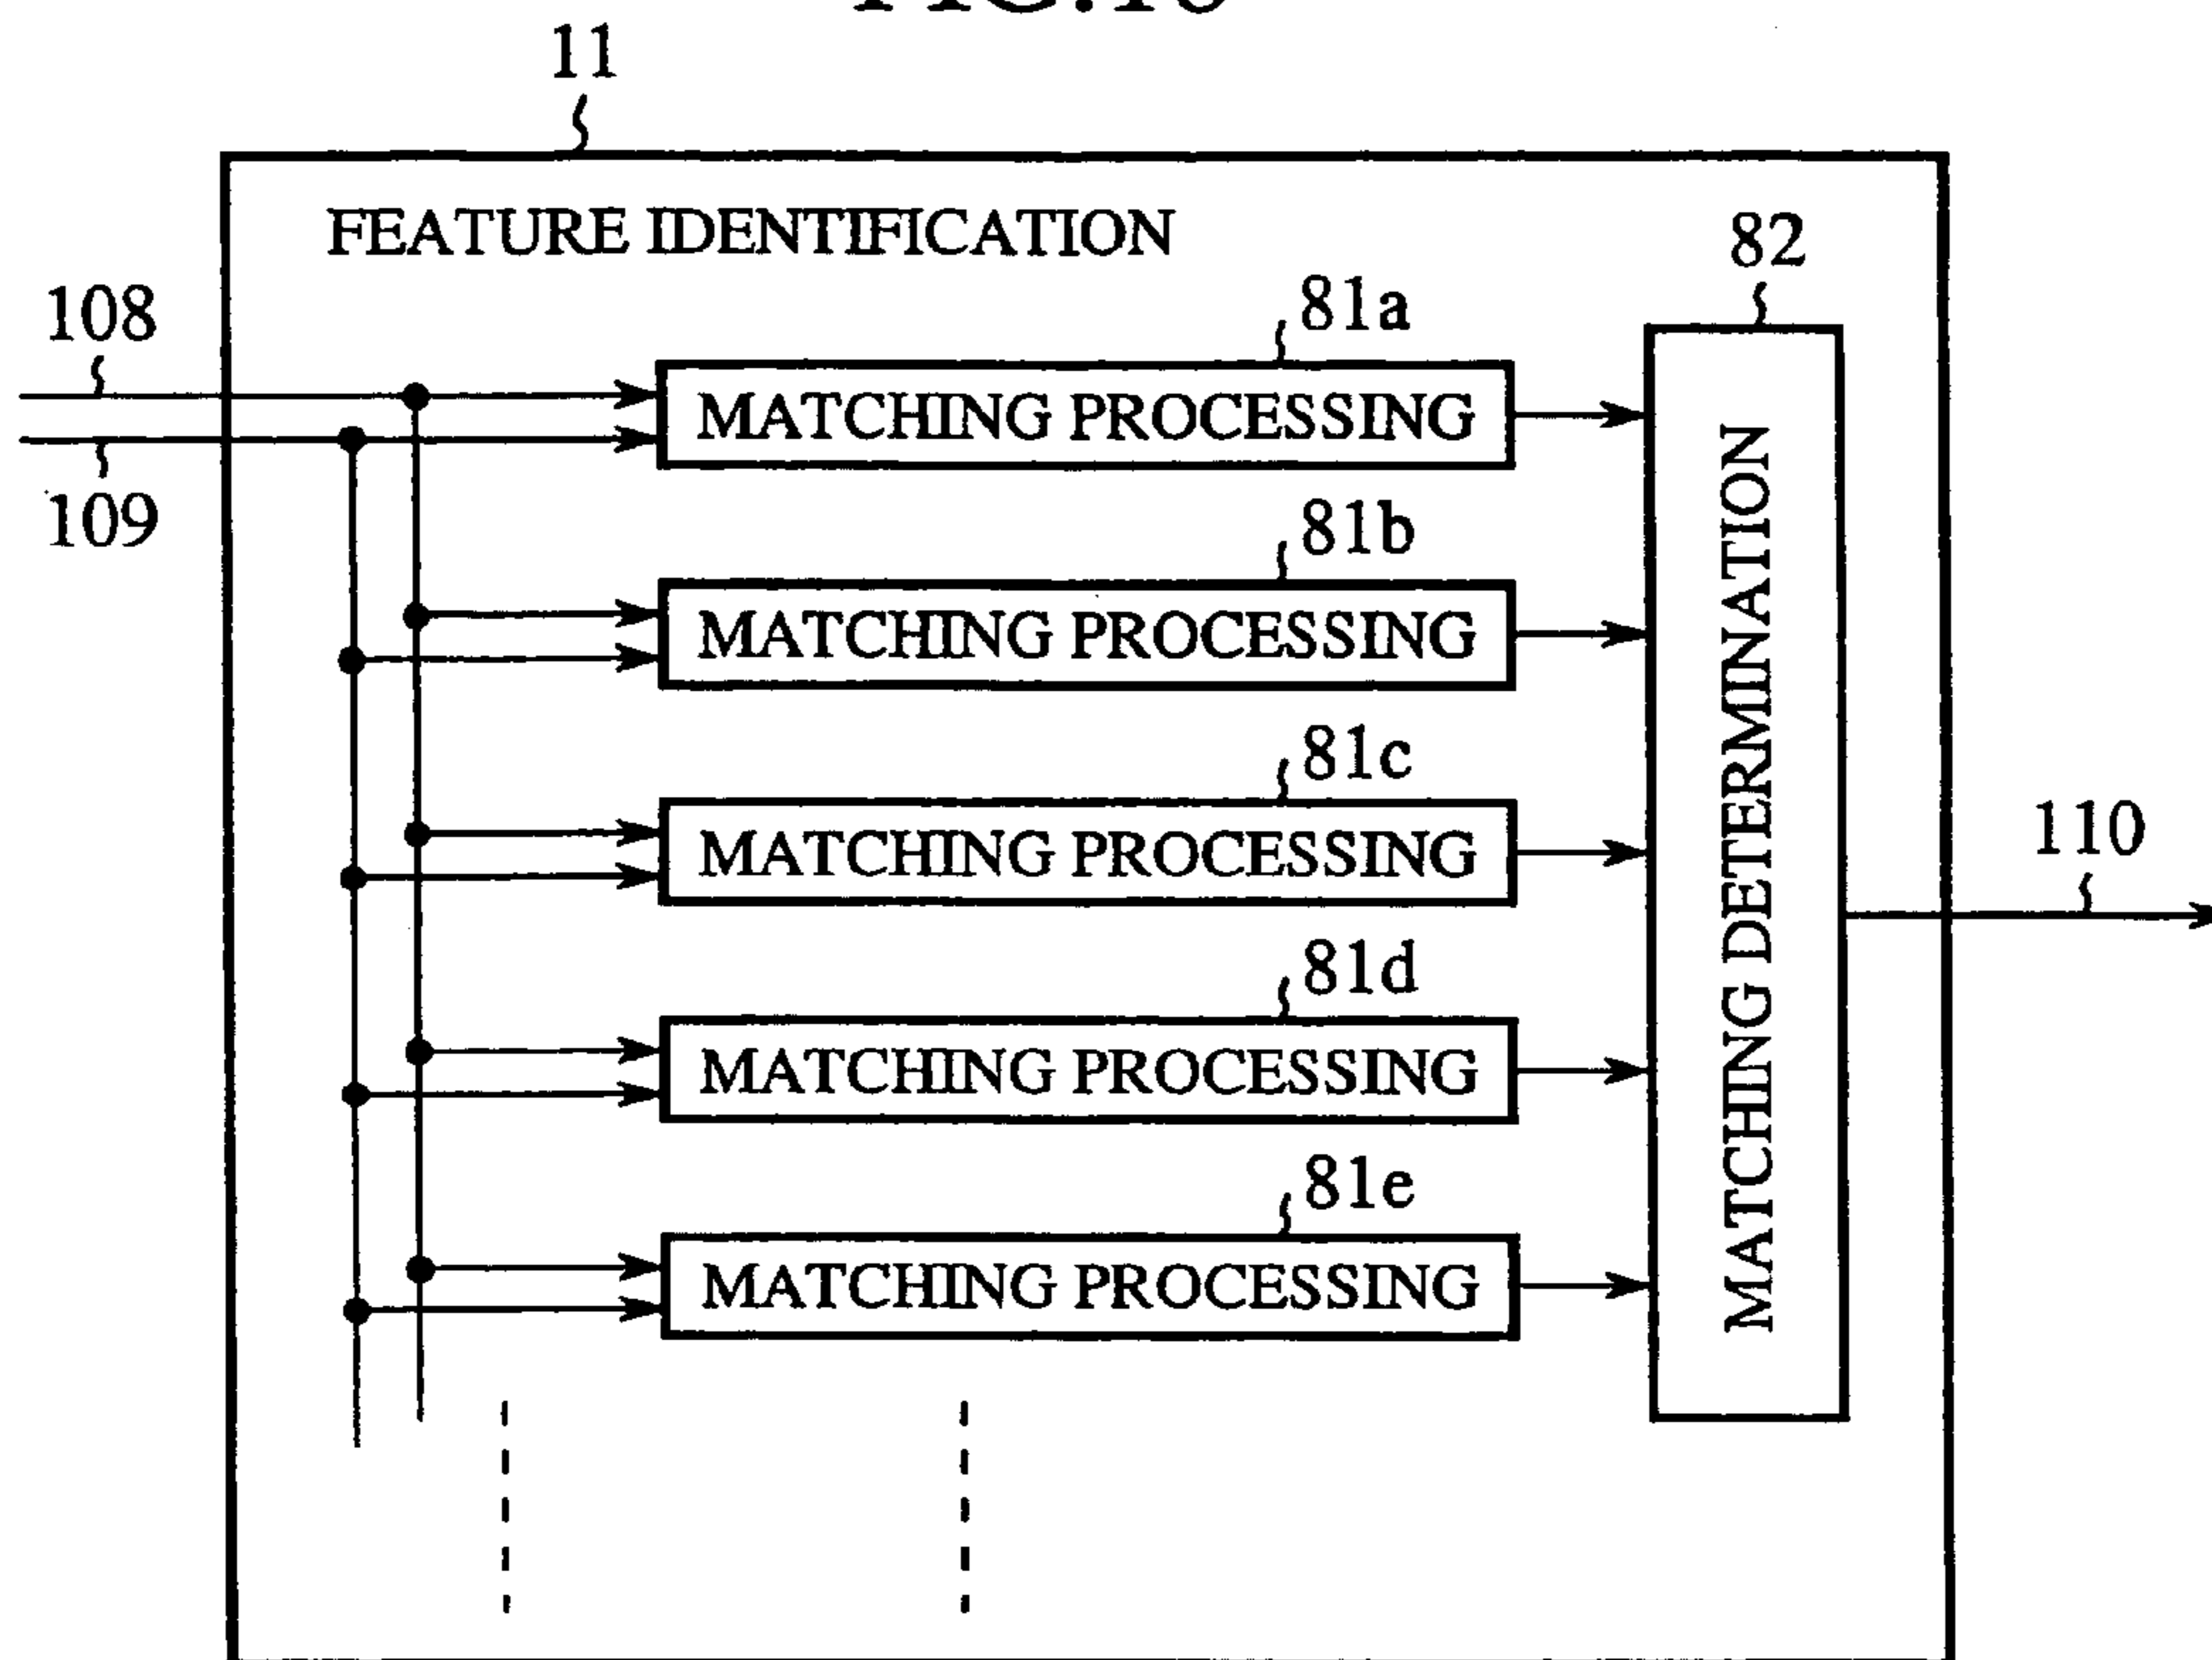 11
FEATURE IDENTIFICATION
82
108
81a
MATCHING PROCESSING
109
81b
MATCHING PROCESSING
81c
MATCHING PROCESSING
MATCHING DETERMINATION
110
81d
MATCHING PROCESSING
81e
MATCHING PROCESSING